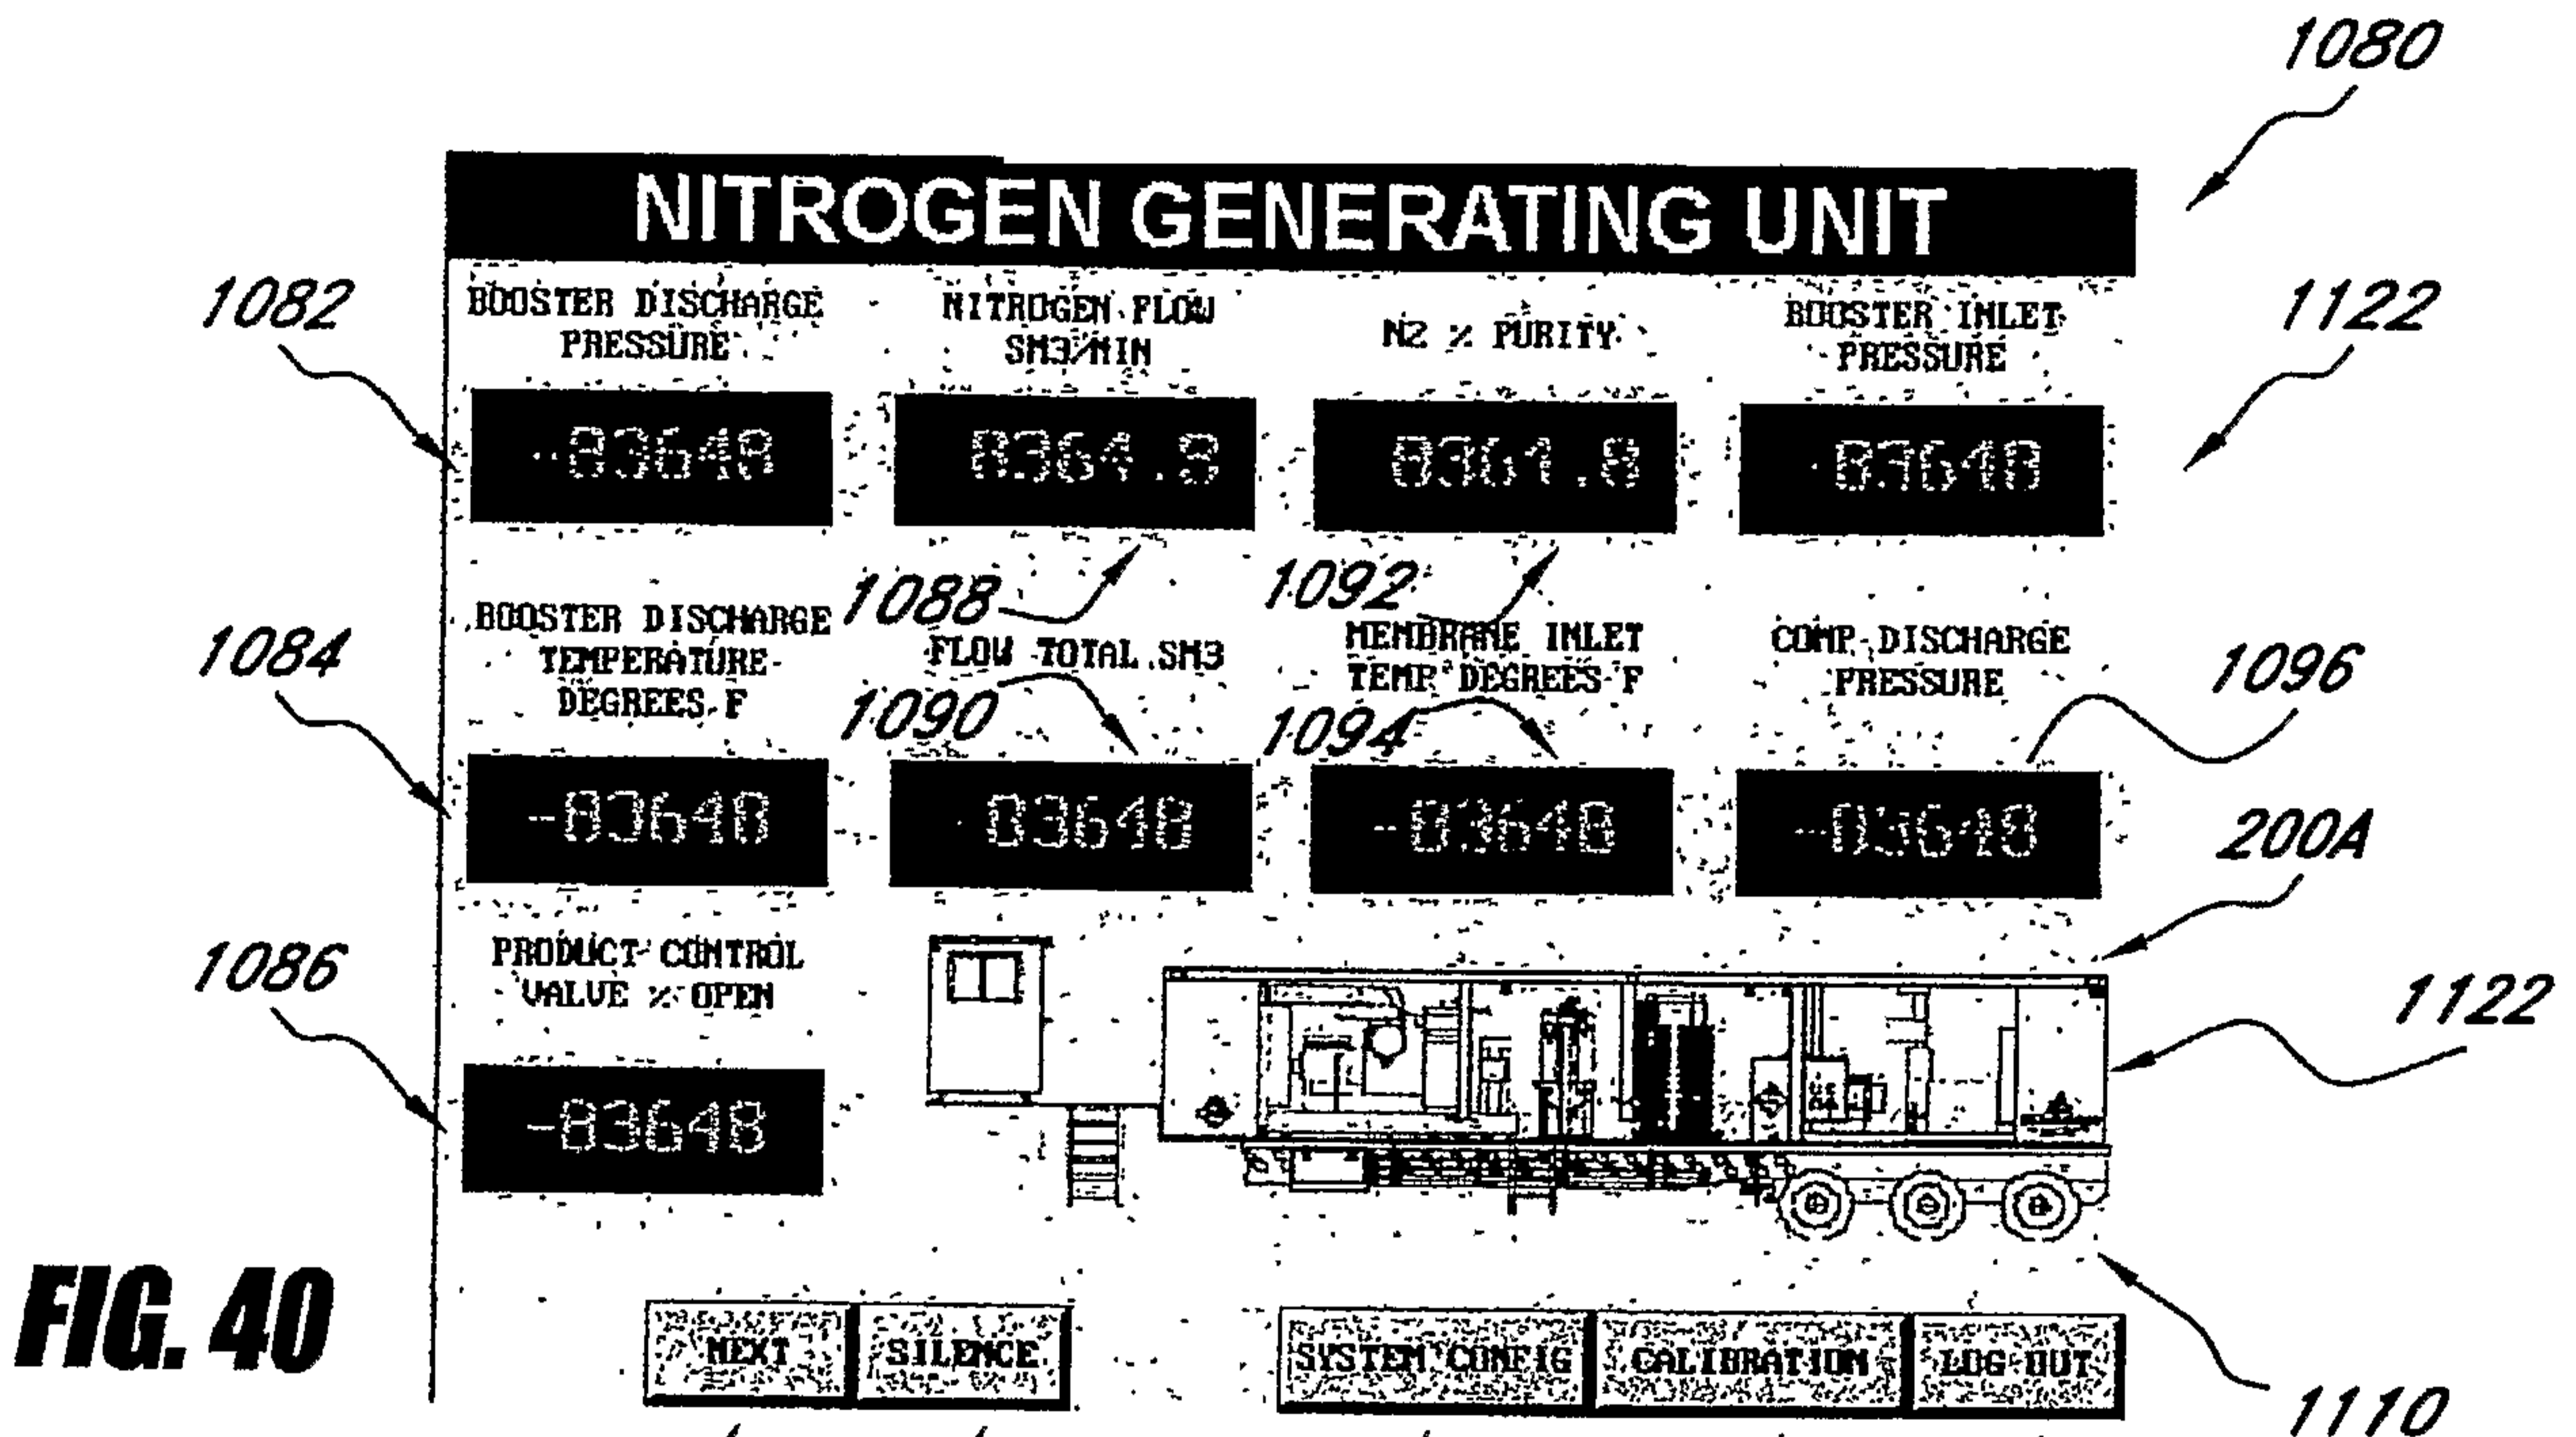 1080
NITROGEN GENERATING UNIT
1082
BOOSTER DISCHARGE
PRESSURE
NITROGEN FLOW
SM3/MIN
N2 % PURITY
BOOSTER INLET
PRESSURE
1122
-83648
8364.8
8364.8
-83648
1088
1092
1084
BOOSTER DISCHARGE
TEMPERATURE
DEGREES F
FLOW TOTAL SM3
MEMBRANE INLET
TEMP DEGREES F
COMP DISCHARGE
PRESSURE
1096
1090
1094
-83648
-83648
-83648
-83648
200A
1086
PRODUCT CONTROL
VALVE % OPEN
1122
-83648
FIG. 40
NEXT
SILENCE
SYSTEM CONFIG
CALIBRATION
LOG OUT
1110